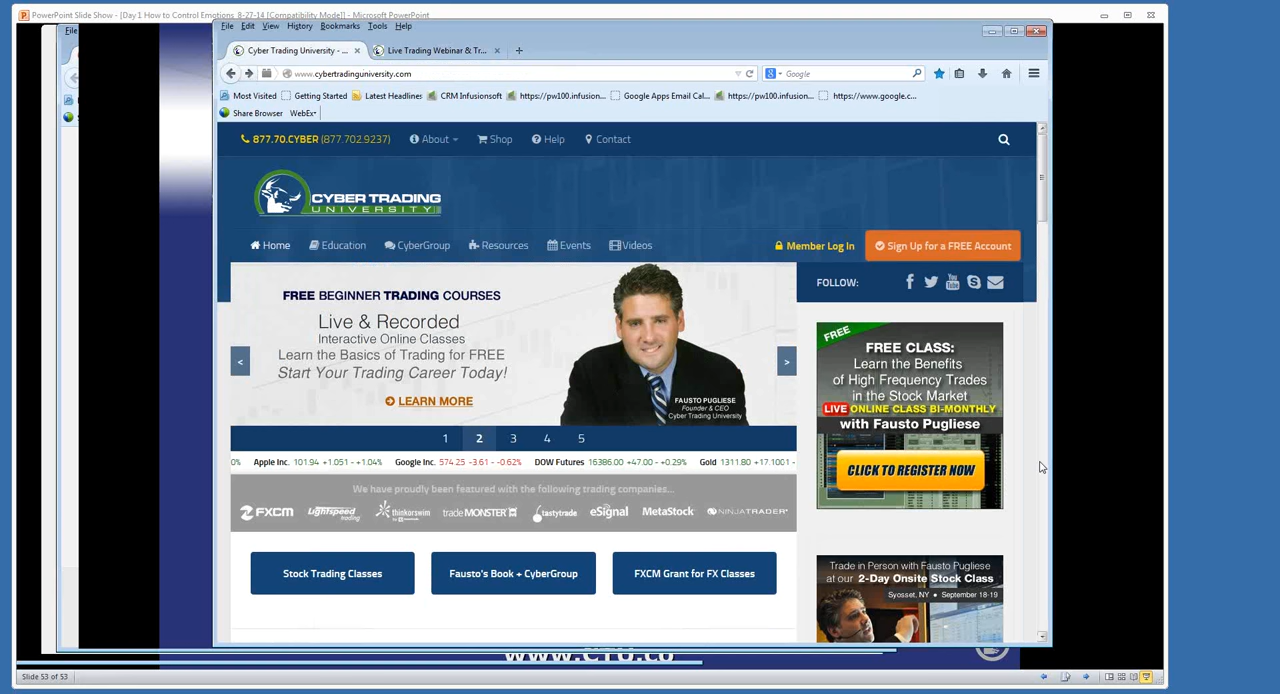 PowerPoint Slide Show - [Day 1 How to Control Emotions 8-27-14 [Compatibility Mode]] - Microsoft PowerPoint
File
File Edit View History Bookmarks Tools Help
Cyber Trading University - ... × Live Trading Webinar & Tr... × +
www.cybertradinguniversity.com Google
Most Visited Getting Started Latest Headlines CRM Infusionsoft https://pw100.infusion... Google Apps Email Cal... https://pw100.infusion... https://www.google.c...
Share Browser WebEx
877.70.CYBER (877.702.9237) About Shop Help Contact
CYBER TRADING
UNIVERSITY
Home Education CyberGroup Resources Events Videos Member Log In Sign Up for a FREE Account
FOLLOW:
You Tube
FREE BEGINNER TRADING COURSES
Live & Recorded
Interactive Online Classes
Learn the Basics of Trading for FREE
Start Your Trading Career Today!
LEARN MORE
< >
FAUSTO PUGLIESE
Founder & CEO
Cyber Trading University
1 2 3 4 5
0% Apple Inc. 101.94 +1.051 - +1.04% Google Inc. 574.25 -3.61 - -0.62% DOW Futures 16386.00 +47.00 - +0.29% Gold 1311.80 +17.1001 -
We have proudly been featured with the following trading companies...
FXCM Lightspeed trading thinkorswim tradeMONSTER tastytrade eSignal MetaStock NINJATRADER
Stock Trading Classes Fausto's Book + CyberGroup FXCM Grant for FX Classes
FREE
FREE CLASS:
Learn the Benefits
of High Frequency Trades
in the Stock Market
LIVE ONLINE CLASS BI-MONTHLY
with Fausto Pugliese
CLICK TO REGISTER NOW
Trade in Person with Fausto Pugliese
at our 2-Day Onsite Stock Class
Syosset, NY • September 18-19
Slide 53 of 53